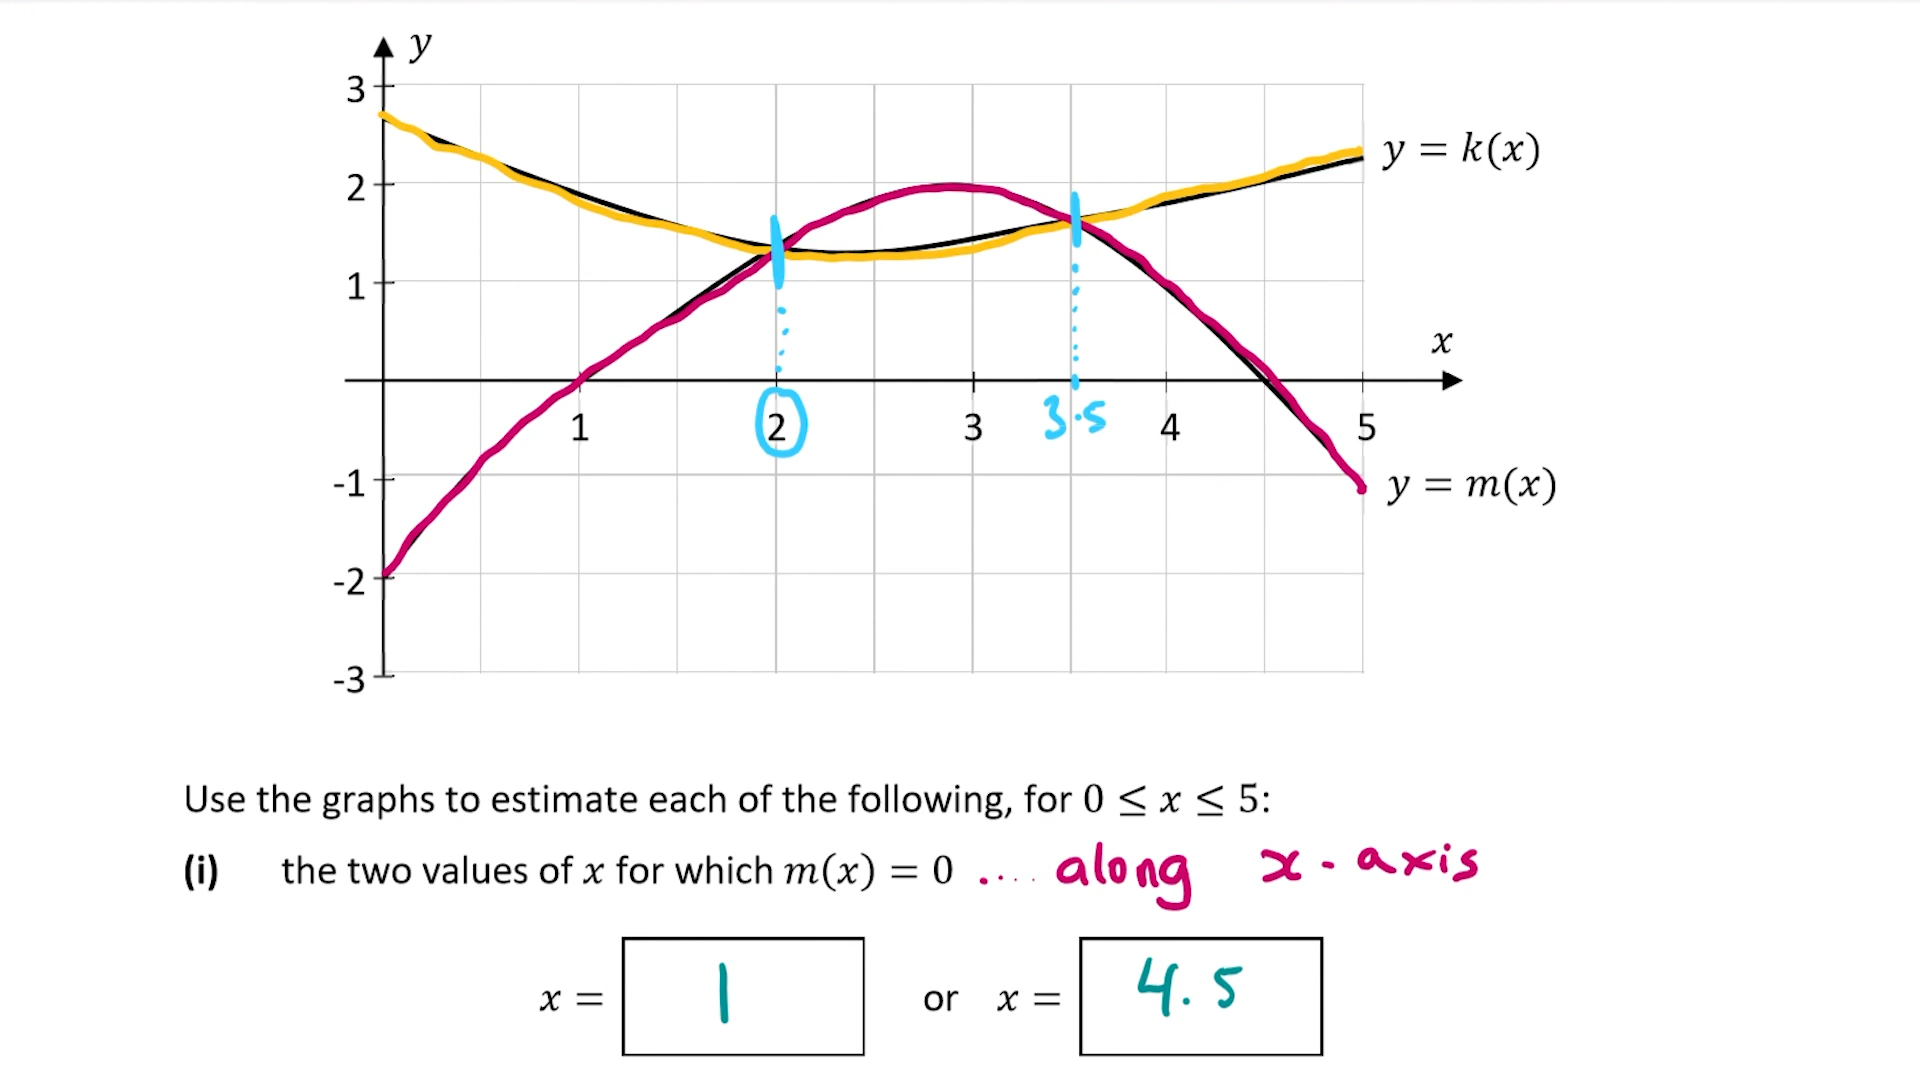 y
3
y = k(x)
2
1
x
1 2 3 3.5 4 5
-1
y = m(x)
-2
-3
Use the graphs to estimate each of the following, for 0 ≤ x ≤ 5:
(i) the two values of x for which m(x) = 0 .... along x - axis
x = 1 or x = 4.5